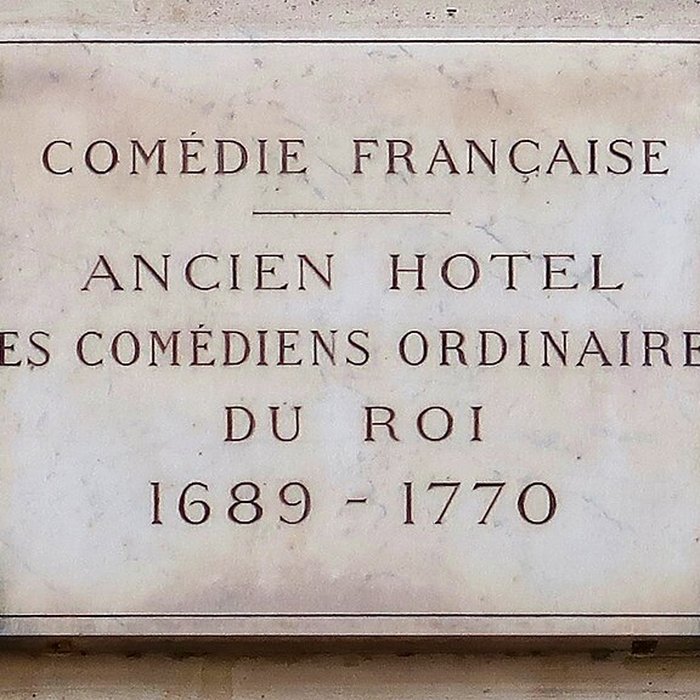 COMÉDIE FRANÇAISE
ANCIEN HOTEL
ES COMÉDIENS ORDINAIRE
DU ROI
1689 - 1770